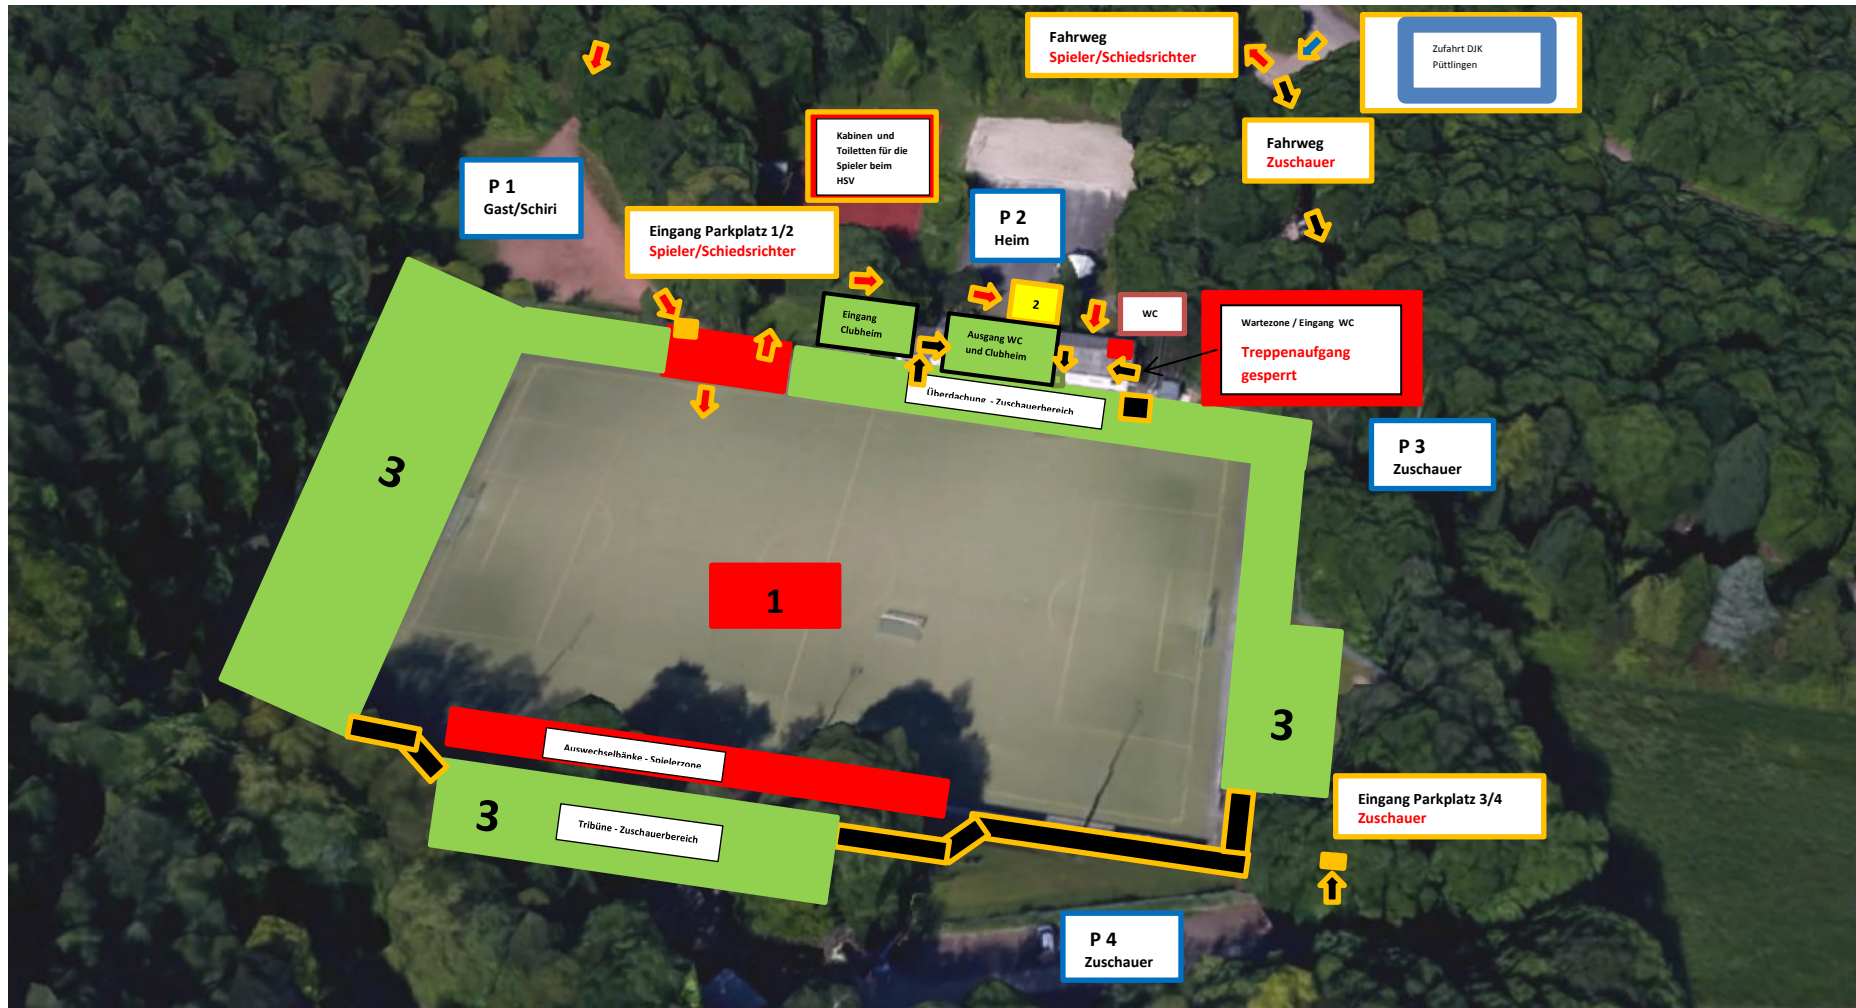 Fahrweg
Spieler/Schiedsrichter
Zufahrt DJK
Püttlingen
Kabinen und
Toiletten für die
Spieler beim
HSV
Fahrweg
Zuschauer
P 1
Gast/Schiri
P 2
Heim
Eingang Parkplatz 1/2
Spieler/Schiedsrichter
2
WC
Eingang
Clubheim
Ausgang WC
und Clubheim
Wartezone / Eingang WC
Treppenaufgang
gesperrt
Überdachung - Zuschauerbereich
P 3
Zuschauer
3
1
3
Auswechselbänke - Spielerzone
3
Tribüne - Zuschauerbereich
Eingang Parkplatz 3/4
Zuschauer
P 4
Zuschauer